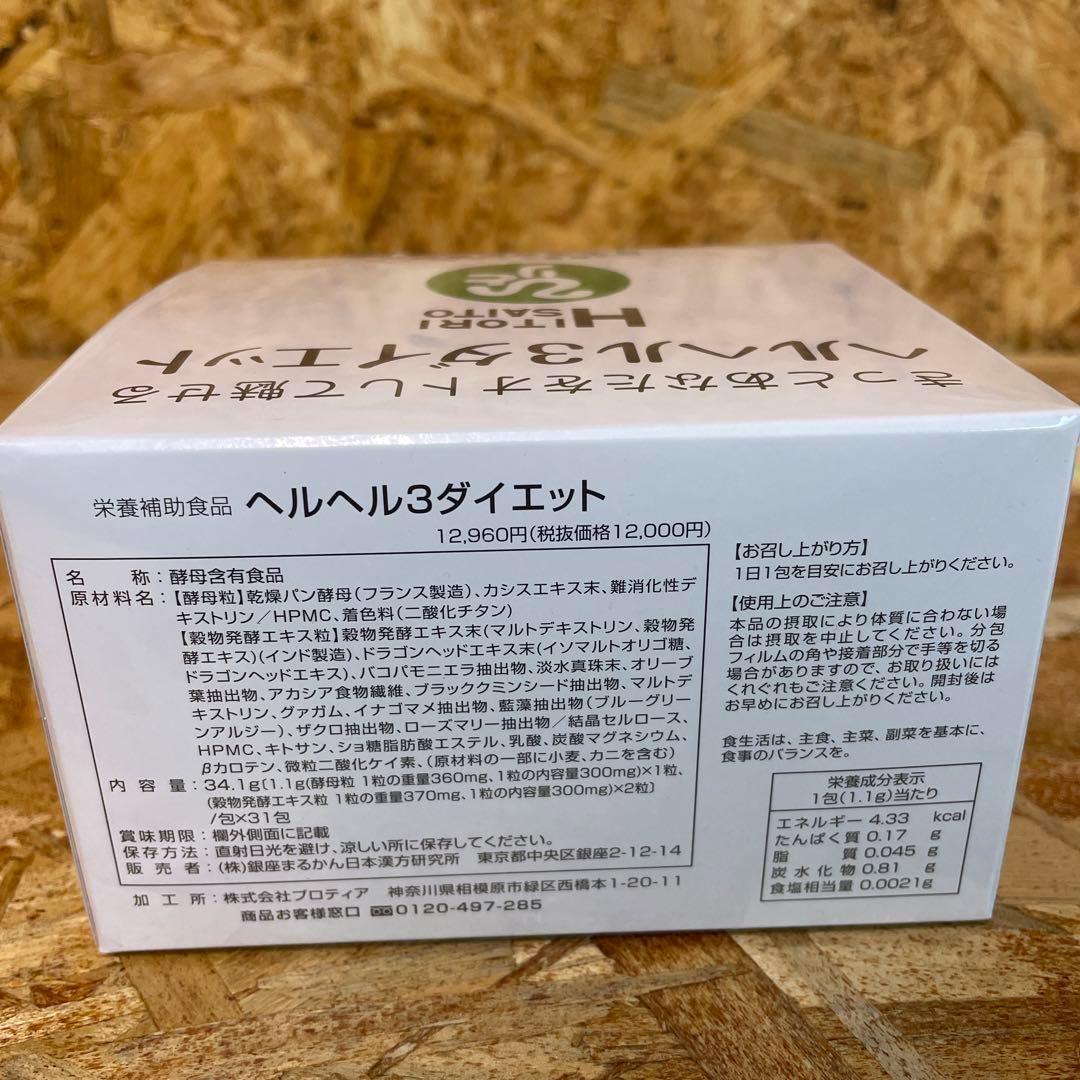 HITORI
SAITO
ヘルヘル3ダイエット
きっとあなたをオトして魅せる
栄養補助食品 ヘルヘル3ダイエット
12,960円(税抜価格12,000円)
名　称：酵母含有食品
原材料名：【酵母粒】乾燥パン酵母(フランス製造)、カシスエキス末、難消化性デ
キストリン/HPMC、着色料(二酸化チタン)
【穀物発酵エキス粒】穀物発酵エキス末(マルトデキストリン、穀物発
酵エキス)(インド製造)、ドラゴンヘッドエキス末(イソマルトオリゴ糖、
ドラゴンヘッドエキス)、バコパモニエラ抽出物、淡水真珠末、オリーブ
葉抽出物、アカシア食物繊維、ブラッククミンシード抽出物、マルトデ
キストリン、グァガム、イナゴマメ抽出物、藍藻抽出物(ブルーグリー
ンアルジー)、ザクロ抽出物、ローズマリー抽出物/結晶セルロース、
HPMC、キトサン、ショ糖脂肪酸エステル、乳酸、炭酸マグネシウム、
βカロテン、微粒二酸化ケイ素、(原材料の一部に小麦、カニを含む)
内容量：34.1g〔1.1g(酵母粒 1粒の重量360mg、1粒の内容量300mg)×1粒、
(穀物発酵エキス粒 1粒の重量370mg、1粒の内容量300mg)×2粒〕
/包×31包
賞味期限：欄外側面に記載
保存方法：直射日光を避け、涼しい所に保存してください。
販売者：(株)銀座まるかん日本漢方研究所　東京都中央区銀座2-12-14
加工所：株式会社プロティア　神奈川県相模原市緑区西橋本1-20-11
商品お客様窓口 0120-497-285
【お召し上がり方】
1日1包を目安にお召し上がりください。
【使用上のご注意】
本品の摂取により体質に合わない場
合は摂取を中止してください。分包
フィルムの角や接着部分で手等を切る
場合がありますので、お取り扱いには
くれぐれもご注意ください。開封後は
お早めにお召し上がりください。
食生活は、主食、主菜、副菜を基本に、
食事のバランスを。
栄養成分表示
1包(1.1g)当たり
エネルギー 4.33 kcal
たんぱく質 0.17 g
脂質 0.045 g
炭水化物 0.81 g
食塩相当量 0.0021g